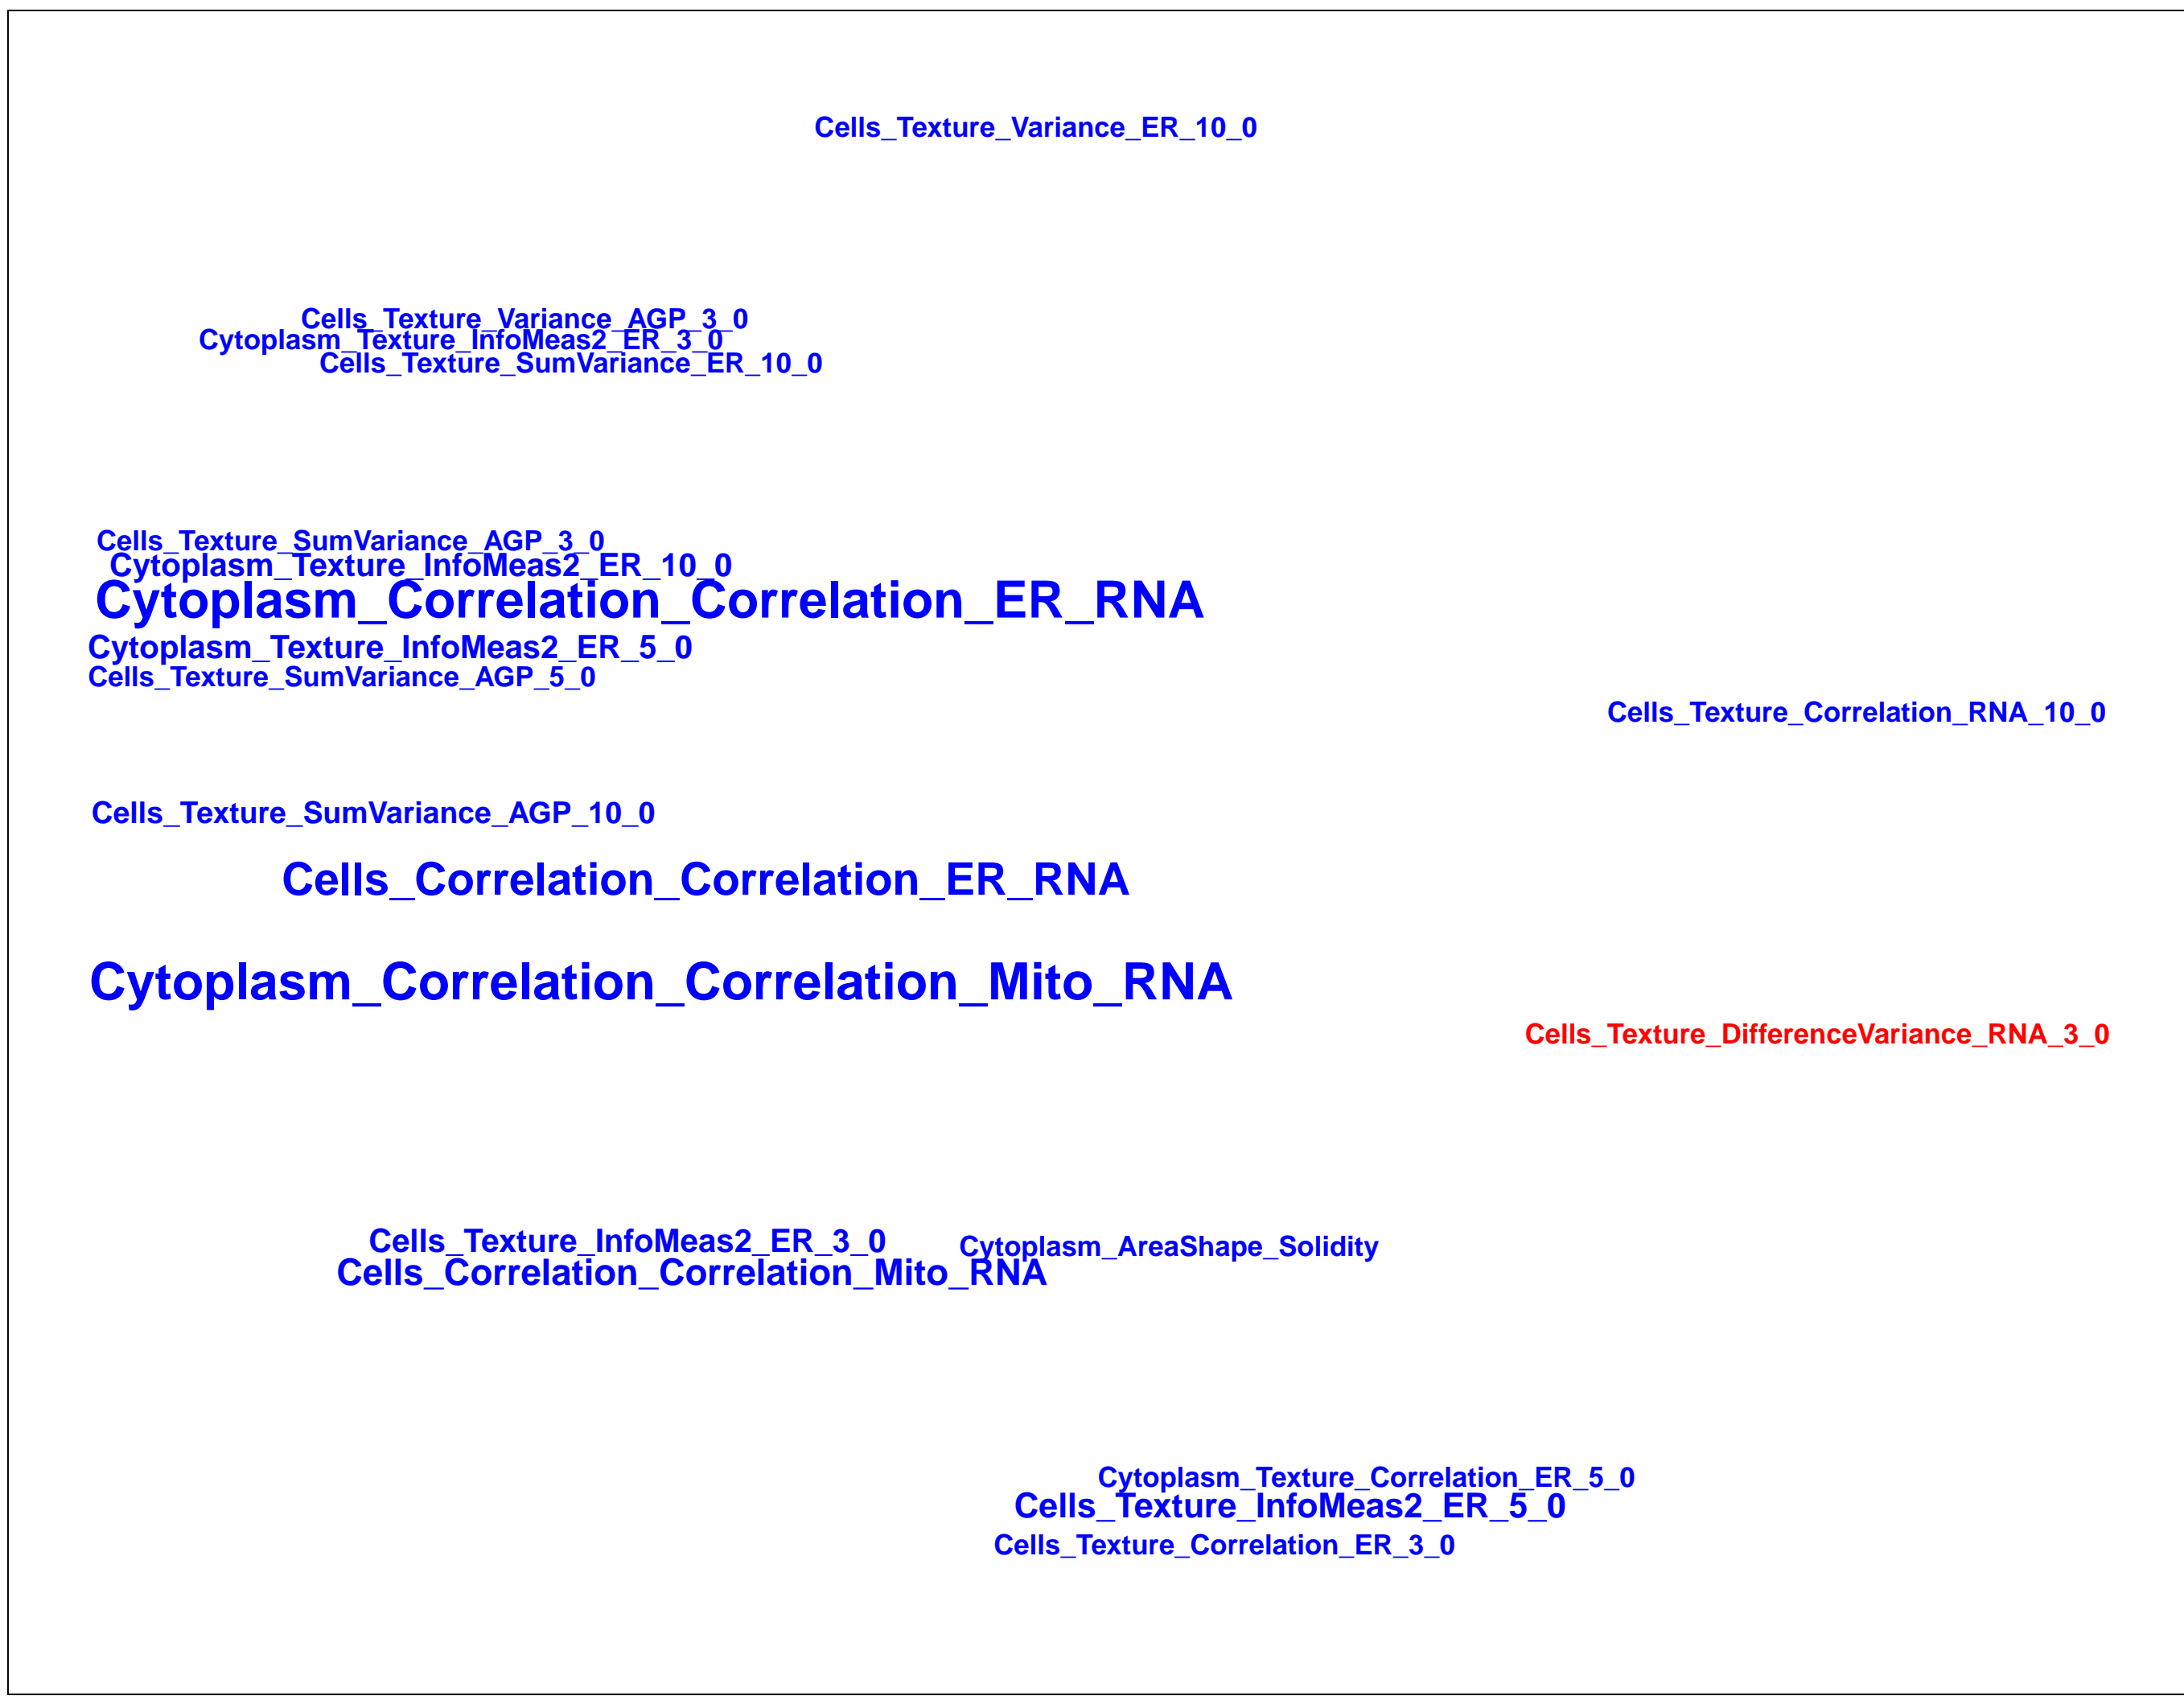 Cells_Texture_Variance_ER_10_0
Cells_Texture_Variance_AGP_3_0
Cytoplasm_Texture_InfoMeas2_ER_3_0
Cells_Texture_SumVariance_ER_10_0
Cells_Texture_SumVariance_AGP_3_0
Cytoplasm_Texture_InfoMeas2_ER_10_0
Cytoplasm_Correlation_Correlation_ER_RNA
Cytoplasm_Texture_InfoMeas2_ER_5_0
Cells_Texture_SumVariance_AGP_5_0
Cells_Texture_Correlation_RNA_10_0
Cells_Texture_SumVariance_AGP_10_0
Cells_Correlation_Correlation_ER_RNA
Cytoplasm_Correlation_Correlation_Mito_RNA
Cells_Texture_DifferenceVariance_RNA_3_0
Cells_Texture_InfoMeas2_ER_3_0
Cytoplasm_AreaShape_Solidity
Cells_Correlation_Correlation_Mito_RNA
Cytoplasm_Texture_Correlation_ER_5_0
Cells_Texture_InfoMeas2_ER_5_0
Cells_Texture_Correlation_ER_3_0